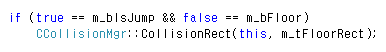 if (true == m_bIsJump && false == m_bFloor)
    CCollisionMgr::CollisionRect(this, m_tFloorRect);